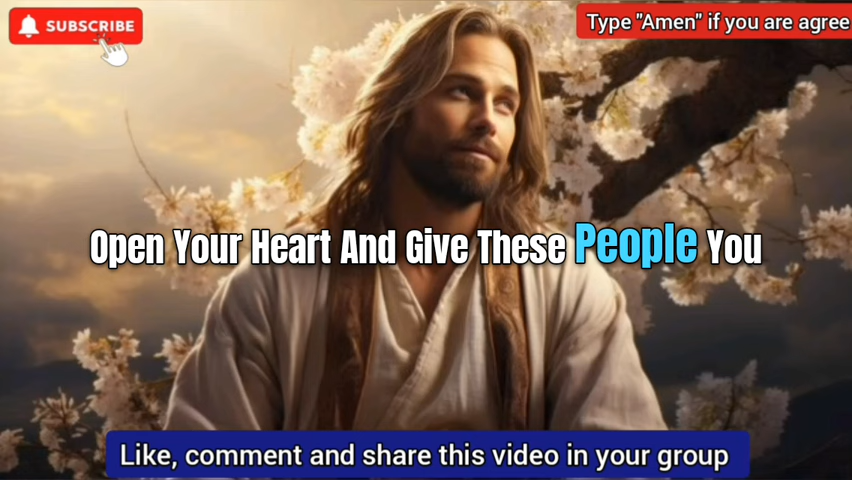 SUBSCRIBE
Type "Amen" if you are agree
Open Your Heart And Give These People You
Like, comment and share this video in your group